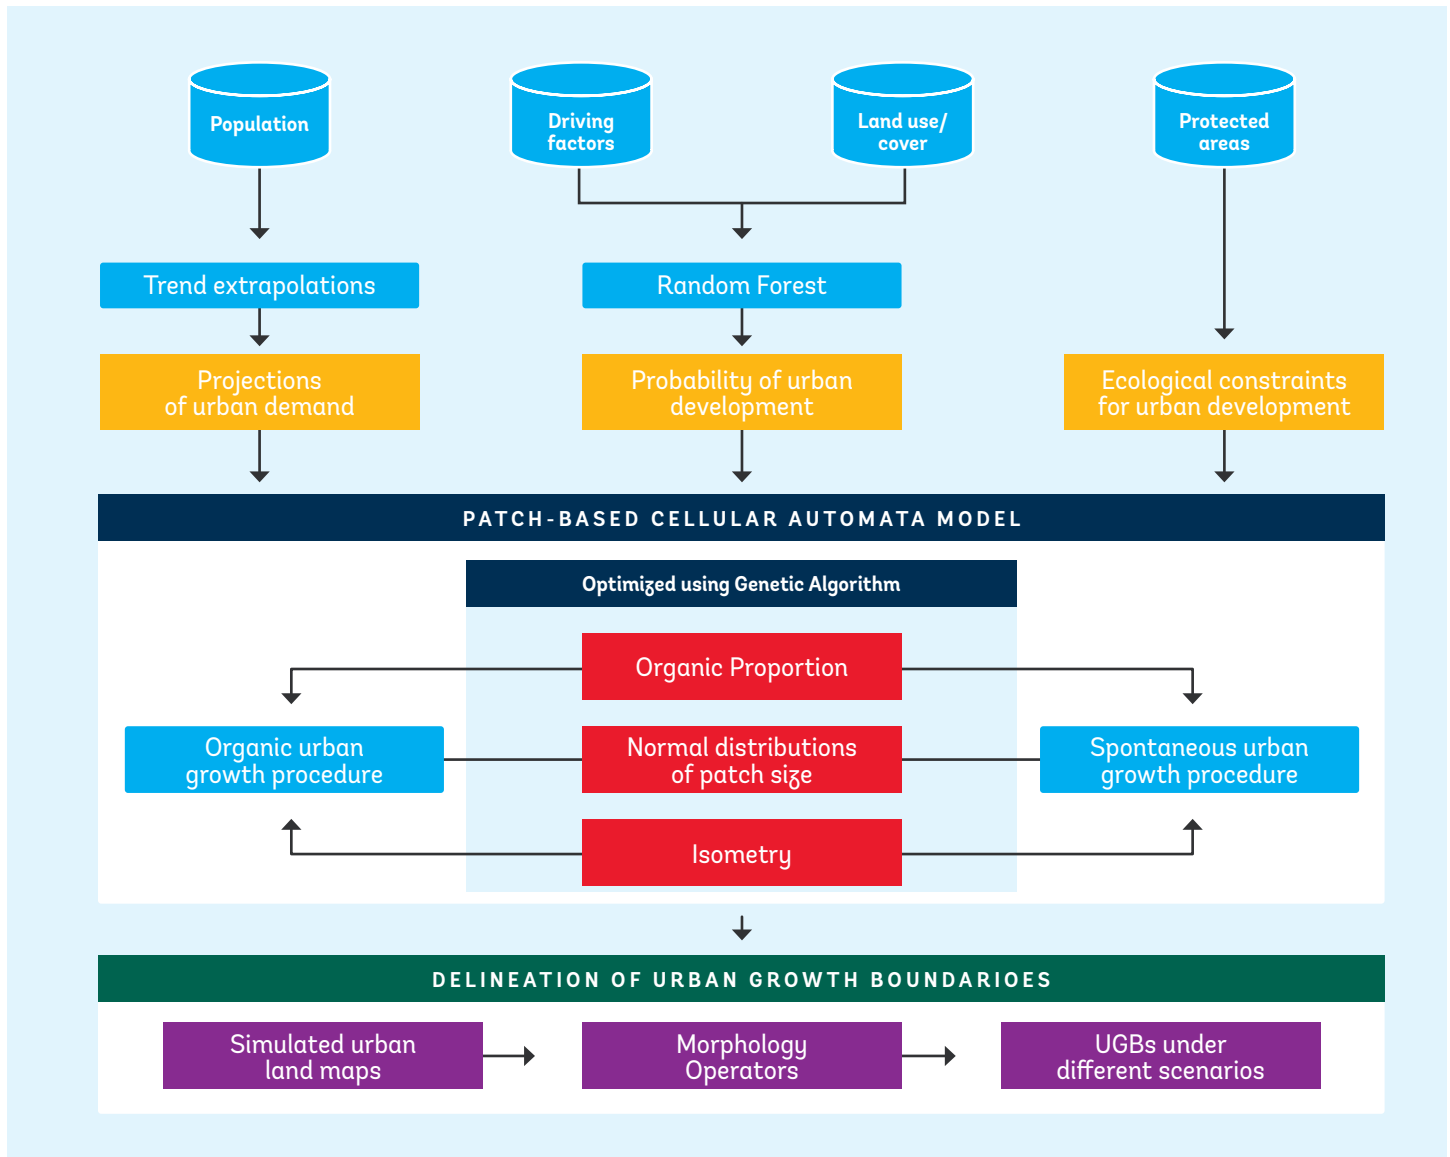 Population
Driving
factors
Land use/
cover
Protected
areas
Trend extrapolations
Random Forest
Projections
of urban demand
Probability of urban
development
Ecological constraints
for urban development
PATCH-BASED CELLULAR AUTOMATA MODEL
Optimized using Genetic Algorithm
Organic Proportion
Organic urban
growth procedure
Normal distributions
of patch size
Spontaneous urban
growth procedure
Isometry
DELINEATION OF URBAN GROWTH BOUNDARIOES
Simulated urban
land maps
Morphology
Operators
UGBs under
different scenarios